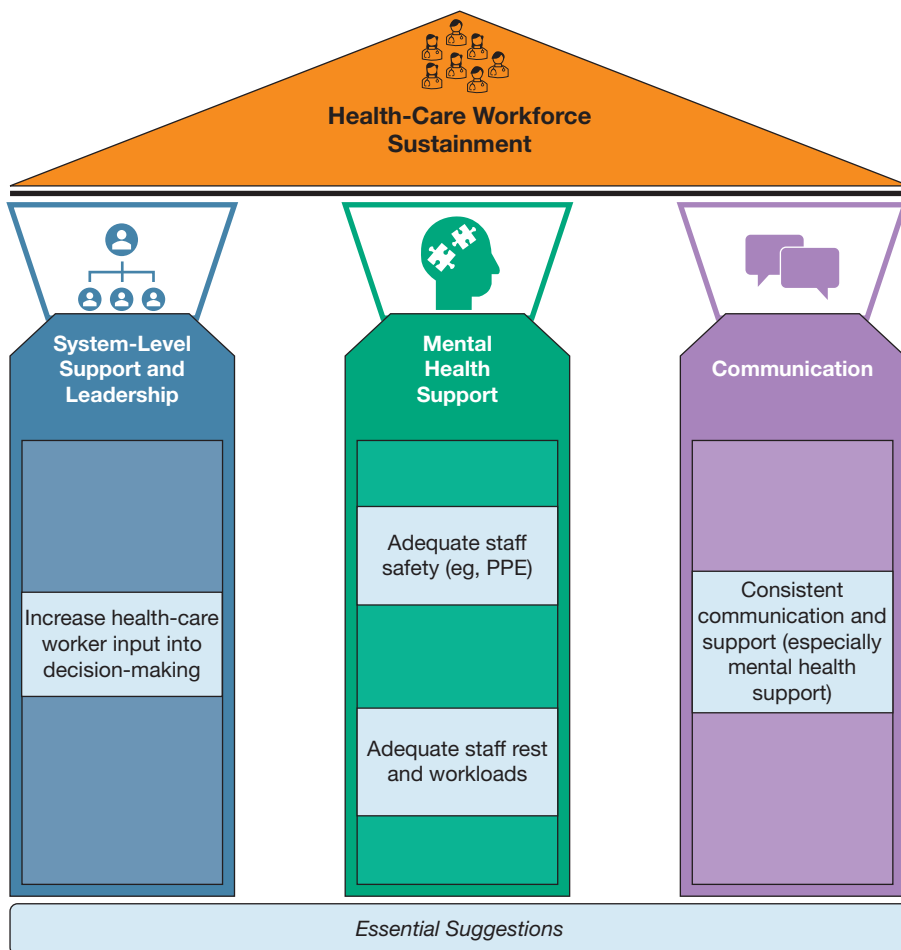 Health-Care Workforce
Sustainment
System-Level
Support and
Leadership
Increase health-care
worker input into
decision-making
Mental
Health
Support
Adequate staff
safety (eg, PPE)
Adequate staff rest
and workloads
Communication
Consistent
communication and
support (especially
mental health
support)
Essential Suggestions